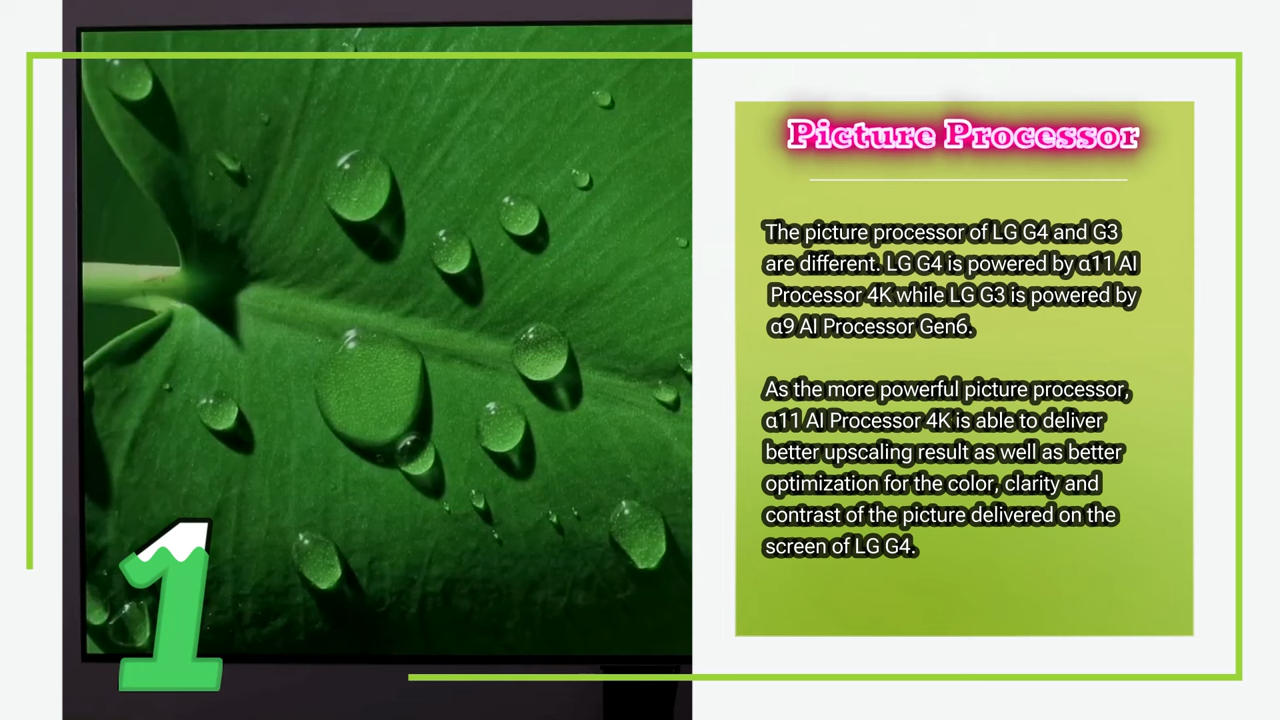 Picture Processor
The picture processor of LG G4 and G3
are different. LG G4 is powered by α11 AI
Processor 4K while LG G3 is powered by
α9 AI Processor Gen6.
As the more powerful picture processor,
α11 AI Processor 4K is able to deliver
better upscaling result as well as better
optimization for the color, clarity and
contrast of the picture delivered on the
screen of LG G4.
1